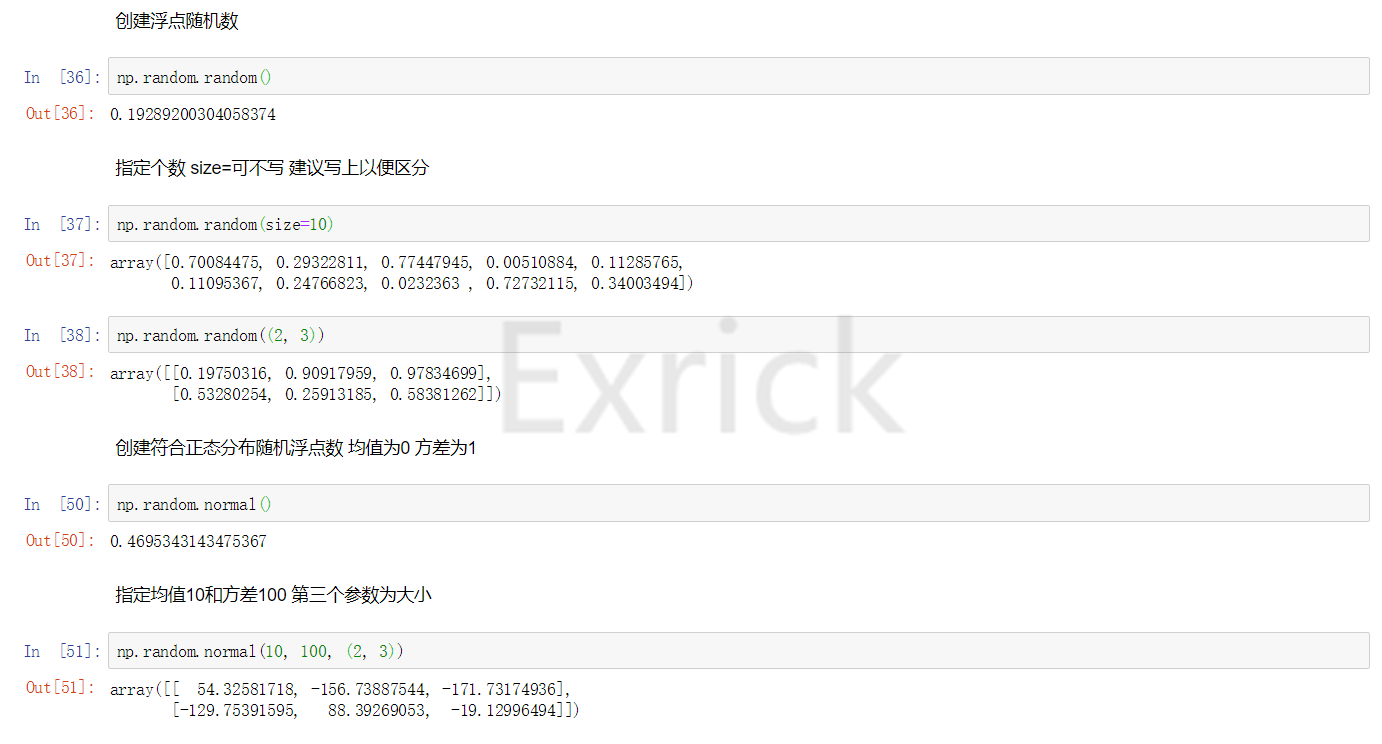 创建浮点随机数
In [36]: np.random.random()
Out[36]: 0.19289200304058374
指定个数 size=可不写 建议写上以便区分
In [37]: np.random.random(size=10)
Out[37]: array([0.70084475, 0.29322811, 0.77447945, 0.00510884, 0.11285765,
0.11095367, 0.24766823, 0.0232363 , 0.72732115, 0.34003494])
In [38]: np.random.random((2, 3))
Out[38]: array([[0.19750316, 0.90917959, 0.97834699],
[0.53280254, 0.25913185, 0.58381262]])
Exrick
创建符合正态分布随机浮点数 均值为0 方差为1
In [50]: np.random.normal()
Out[50]: 0.4695343143475367
指定均值10和方差100 第三个参数为大小
In [51]: np.random.normal(10, 100, (2, 3))
Out[51]: array([[ 54.32581718, -156.73887544, -171.73174936],
[-129.75391595, 88.39269053, -19.12996494]])